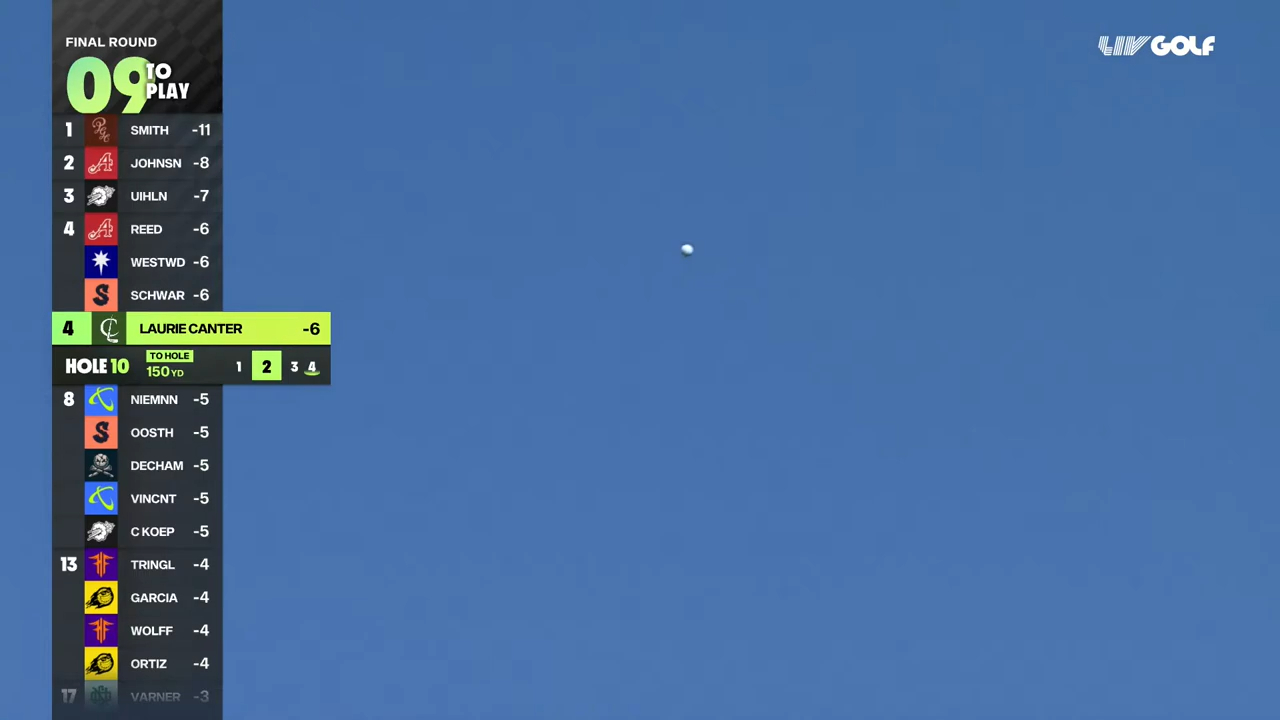 FINAL ROUND
LIV GOLF
09 TO PLAY
1 SMITH -11
2 A JOHNSN -8
3 UIHLN -7
4 A REED -6
WESTWD -6
S SCHWAR -6
4 CL LAURIE CANTER -6
HOLE 10 TO HOLE 150 YD 1 2 3 4
8 NIEMNN -5
S OOSTH -5
DECHAM -5
VINCNT -5
C KOEP -5
13 TRINGL -4
GARCIA -4
WOLFF -4
ORTIZ -4
17 VARNER -3